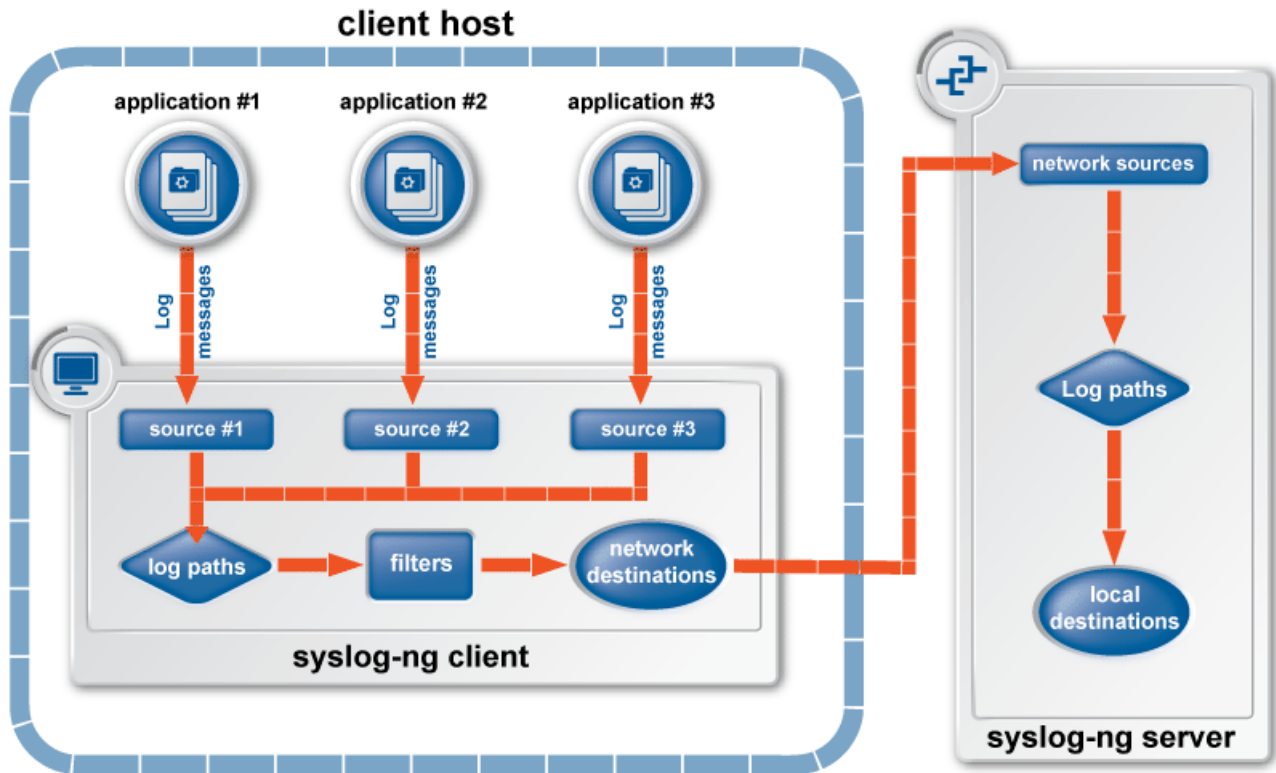 client host
application #1
application #2
application #3
Log
messages
Log
messages
Log
messages
source #1
source #2
source #3
log paths
filters
network
destinations
syslog-ng client
network sources
Log paths
local
destinations
syslog-ng server